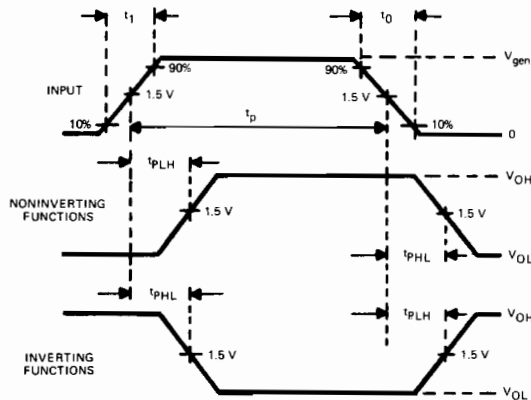 t1
t0
Vgen
90%
90%
INPUT
1.5 V
1.5 V
tp
10%
10%
0
tPLH
VOH
NONINVERTING
FUNCTIONS
1.5 V
1.5 V
tPHL
VOL
tPHL
tPLH
VOH
INVERTING
FUNCTIONS
1.5 V
1.5 V
VOL